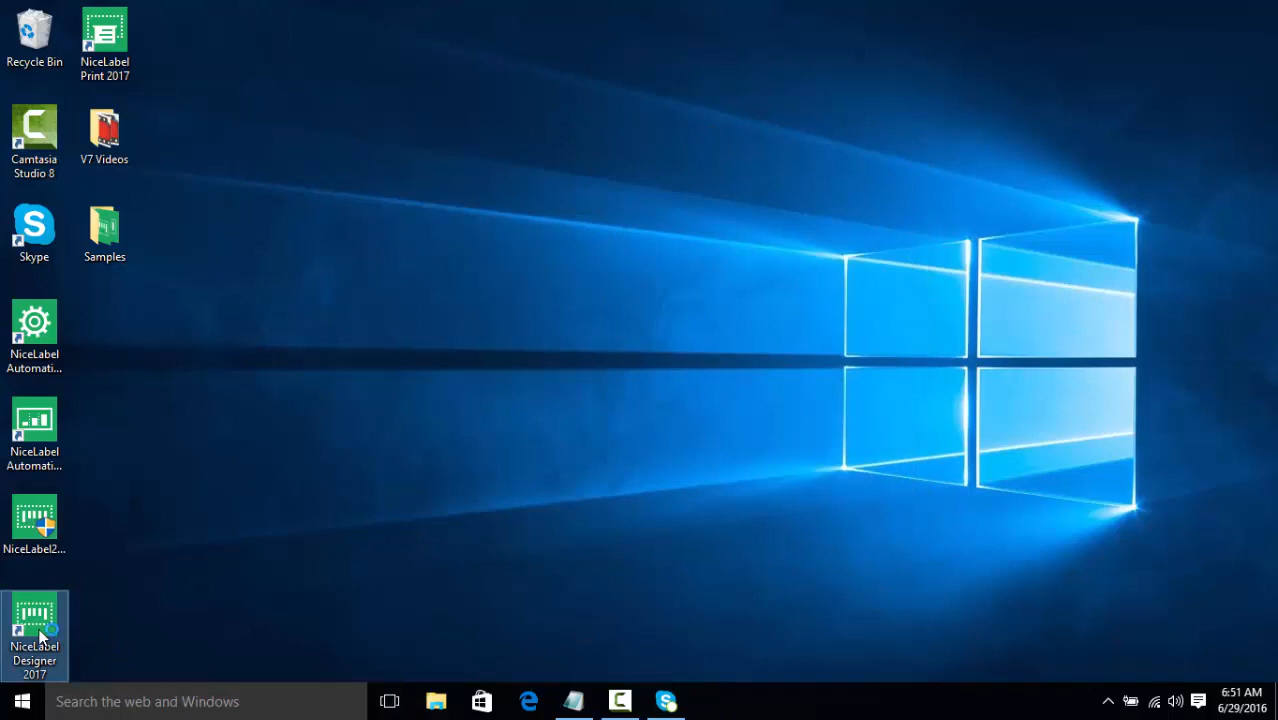 Recycle Bin
NiceLabel
Print 2017
Camtasia
Studio 8
V7 Videos
Skype
Samples
NiceLabel
Automati...
NiceLabel
Automati...
NiceLabel2...
NiceLabel
Designer
2017
Search the web and Windows
6:51 AM
6/29/2016